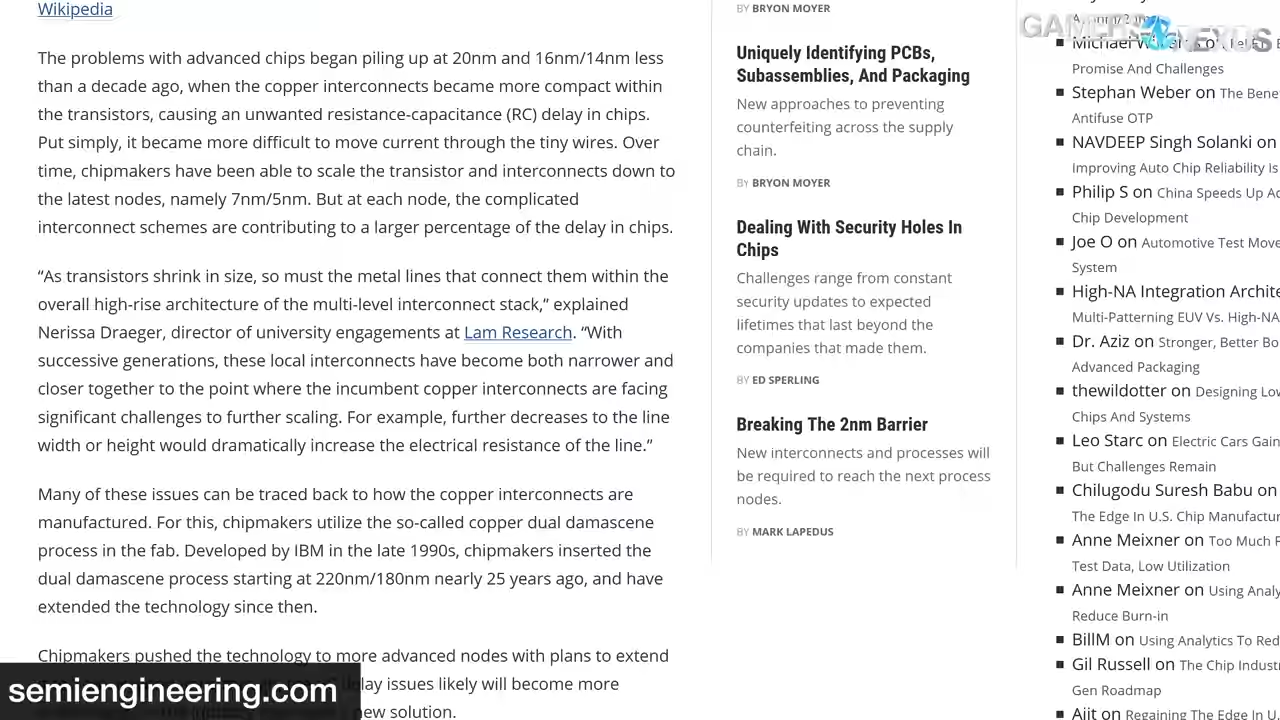 Wikipedia
The problems with advanced chips began piling up at 20nm and 16nm/14nm less
than a decade ago, when the copper interconnects became more compact within
the transistors, causing an unwanted resistance-capacitance (RC) delay in chips.
Put simply, it became more difficult to move current through the tiny wires. Over
time, chipmakers have been able to scale the transistor and interconnects down to
the latest nodes, namely 7nm/5nm. But at each node, the complicated
interconnect schemes are contributing to a larger percentage of the delay in chips.
“As transistors shrink in size, so must the metal lines that connect them within the
overall high-rise architecture of the multi-level interconnect stack,” explained
Nerissa Draeger, director of university engagements at Lam Research. “With
successive generations, these local interconnects have become both narrower and
closer together to the point where the incumbent copper interconnects are facing
significant challenges to further scaling. For example, further decreases to the line
width or height would dramatically increase the electrical resistance of the line.”
Many of these issues can be traced back to how the copper interconnects are
manufactured. For this, chipmakers utilize the so-called copper dual damascene
process in the fab. Developed by IBM in the late 1990s, chipmakers inserted the
dual damascene process starting at 220nm/180nm nearly 25 years ago, and have
extended the technology since then.
Chipmakers pushed the technology to more advanced nodes with plans to extend
delay issues likely will become more
new solution.
semiengineering.com
BY BRYON MOYER
Uniquely Identifying PCBs,
Subassemblies, And Packaging
New approaches to preventing
counterfeiting across the supply
chain.
BY BRYON MOYER
Dealing With Security Holes In
Chips
Challenges range from constant
security updates to expected
lifetimes that last beyond the
companies that made them.
BY ED SPERLING
Breaking The 2nm Barrier
New interconnects and processes will
be required to reach the next process
nodes.
BY MARK LAPEDUS
GAMERS NEXUS
Michael
Promise And Challenges
Stephan Weber on The Bene
Antifuse OTP
NAVDEEP Singh Solanki on
Improving Auto Chip Reliability Is
Philip S on China Speeds Up Ad
Chip Development
Joe O on Automotive Test Move
System
High-NA Integration Archite
Multi-Patterning EUV Vs. High-NA
Dr. Aziz on Stronger, Better Bo
Advanced Packaging
thewildotter on Designing Low
Chips And Systems
Leo Starc on Electric Cars Gain
But Challenges Remain
Chilugodu Suresh Babu on
The Edge In U.S. Chip Manufactur
Anne Meixner on Too Much F
Test Data, Low Utilization
Anne Meixner on Using Analy
Reduce Burn-in
BillM on Using Analytics To Red
Gil Russell on The Chip Indust
Gen Roadmap
Ajit on Regaining The Edge In U.